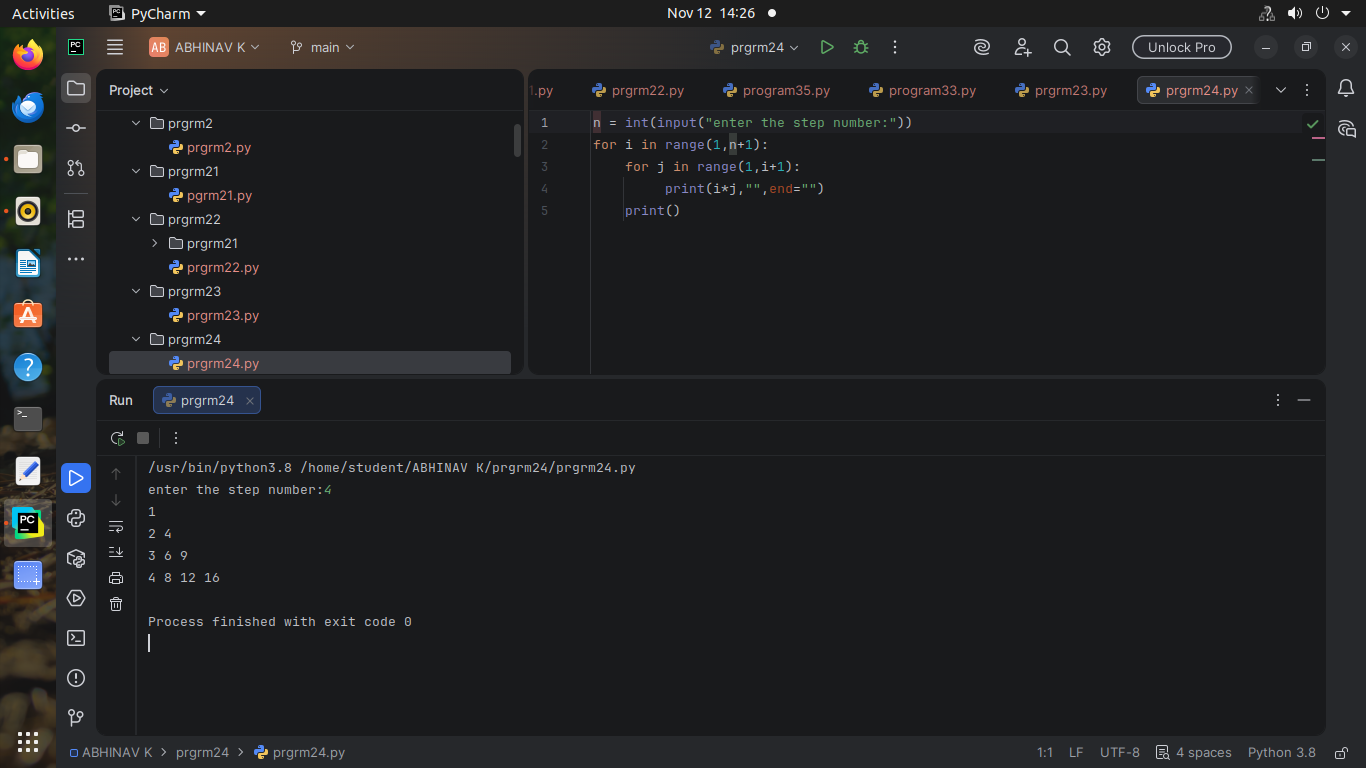 Activities PyCharm Nov 12 14:26
PC AB ABHINAV K main prgrm24 Unlock Pro
Project
prgrm2
prgrm2.py
prgrm21
pgrm21.py
prgrm22
prgrm21
prgrm22.py
prgrm23
prgrm23.py
prgrm24
prgrm24.py
.py prgrm22.py program35.py program33.py prgrm23.py prgrm24.py
1 n = int(input("enter the step number:"))
2 for i in range(1,n+1):
3 for j in range(1,i+1):
4 print(i*j,"",end="")
5 print()
Run prgrm24
/usr/bin/python3.8 /home/student/ABHINAV K/prgrm24/prgrm24.py
enter the step number:4
1
2 4
3 6 9
4 8 12 16
Process finished with exit code 0
PC
ABHINAV K > prgrm24 > prgrm24.py 1:1 LF UTF-8 4 spaces Python 3.8